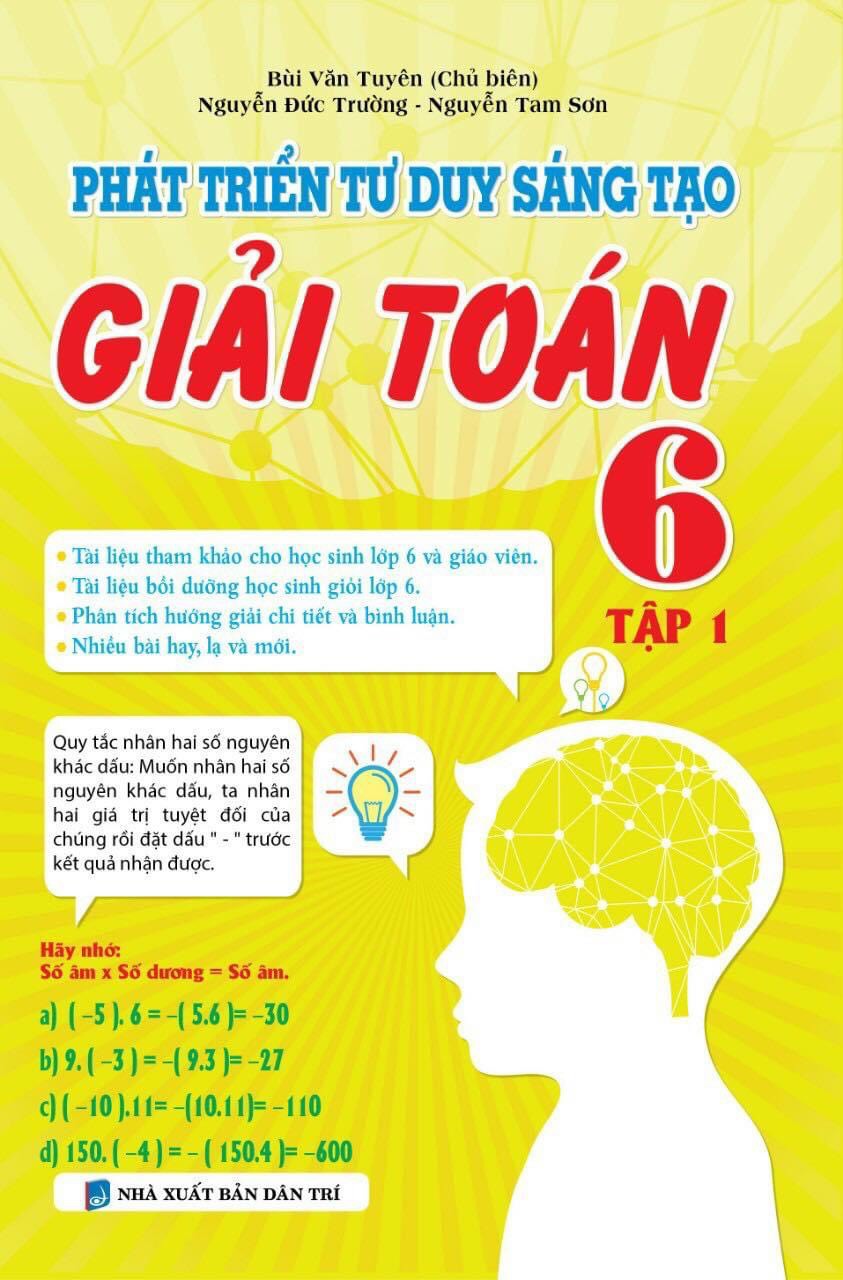 Bùi Văn Tuyên (Chủ biên)
Nguyễn Đức Trường - Nguyễn Tam Sơn
PHÁT TRIỂN TƯ DUY SÁNG TẠO
GIẢI TOÁN
6
TẬP 1
• Tài liệu tham khảo cho học sinh lớp 6 và giáo viên.
• Tài liệu bồi dưỡng học sinh giỏi lớp 6.
• Phân tích hướng giải chi tiết và bình luận.
• Nhiều bài hay, lạ và mới.
Quy tắc nhân hai số nguyên
khác dấu: Muốn nhân hai số
nguyên khác dấu, ta nhân
hai giá trị tuyệt đối của
chúng rồi đặt dấu " - " trước
kết quả nhận được.
Hãy nhớ:
Số âm x Số dương = Số âm.
a) ( –5 ). 6 = –( 5.6 )= –30
b) 9. ( –3 ) = –( 9.3 )= –27
c) ( –10 ).11= –(10.11)= –110
d) 150. ( –4 ) = – ( 150.4 )= –600
NHÀ XUẤT BẢN DÂN TRÍ